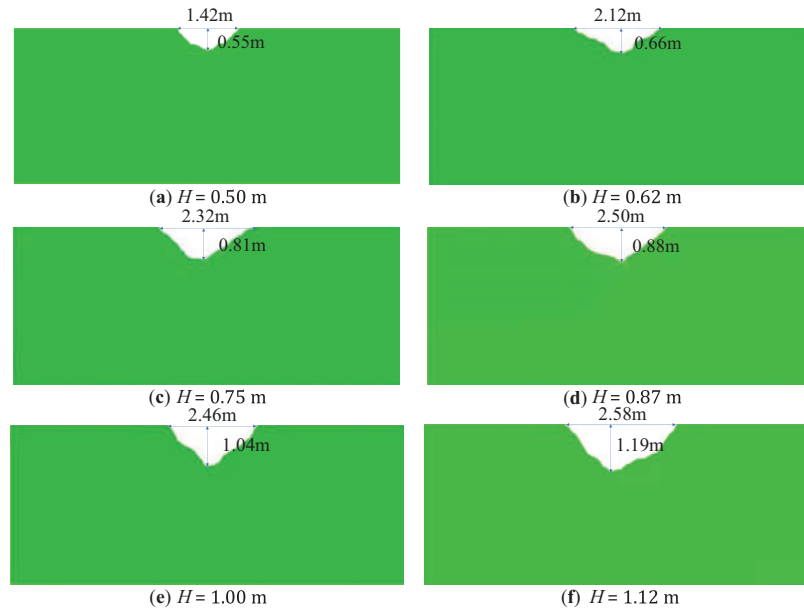 1.42m
0.55m
2.12m
0.66m
(a) H = 0.50 m
(b) H = 0.62 m
2.32m
0.81m
2.50m
0.88m
(c) H = 0.75 m
(d) H = 0.87 m
2.46m
1.04m
2.58m
1.19m
(e) H = 1.00 m
(f) H = 1.12 m